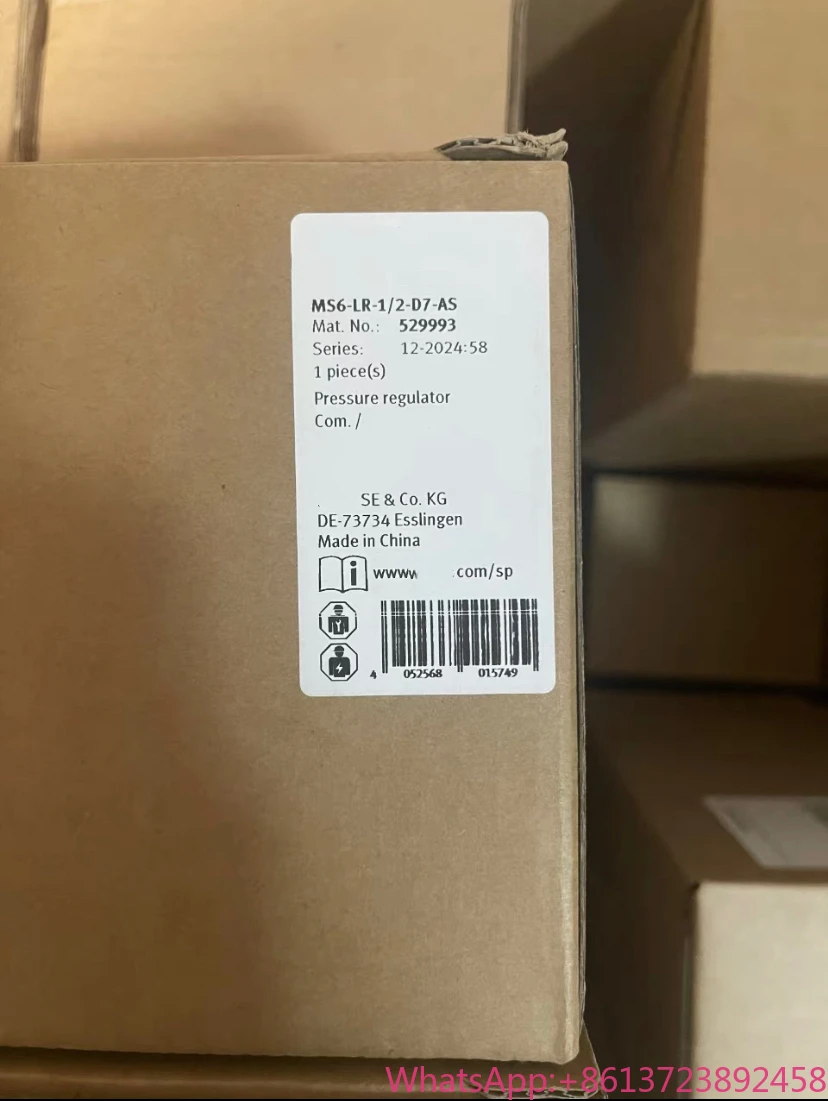 MS6-LR-1/2-D7-AS
Mat. No.: 529993
Series: 12-2024:58
1 piece(s)
Pressure regulator
Com. /
. SE & Co. KG
DE-73734 Esslingen
Made in China
i wwww .com/sp
4 052568 015749
WhatsApp:+8613723892458